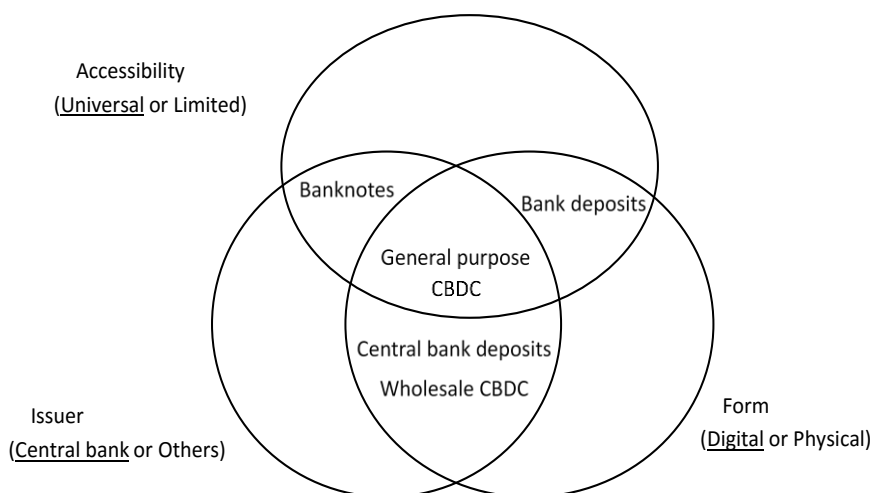 Accessibility
(Universal or Limited)
Banknotes
Bank deposits
General purpose
CBDC
Central bank deposits
Wholesale CBDC
Issuer
(Central bank or Others)
Form
(Digital or Physical)